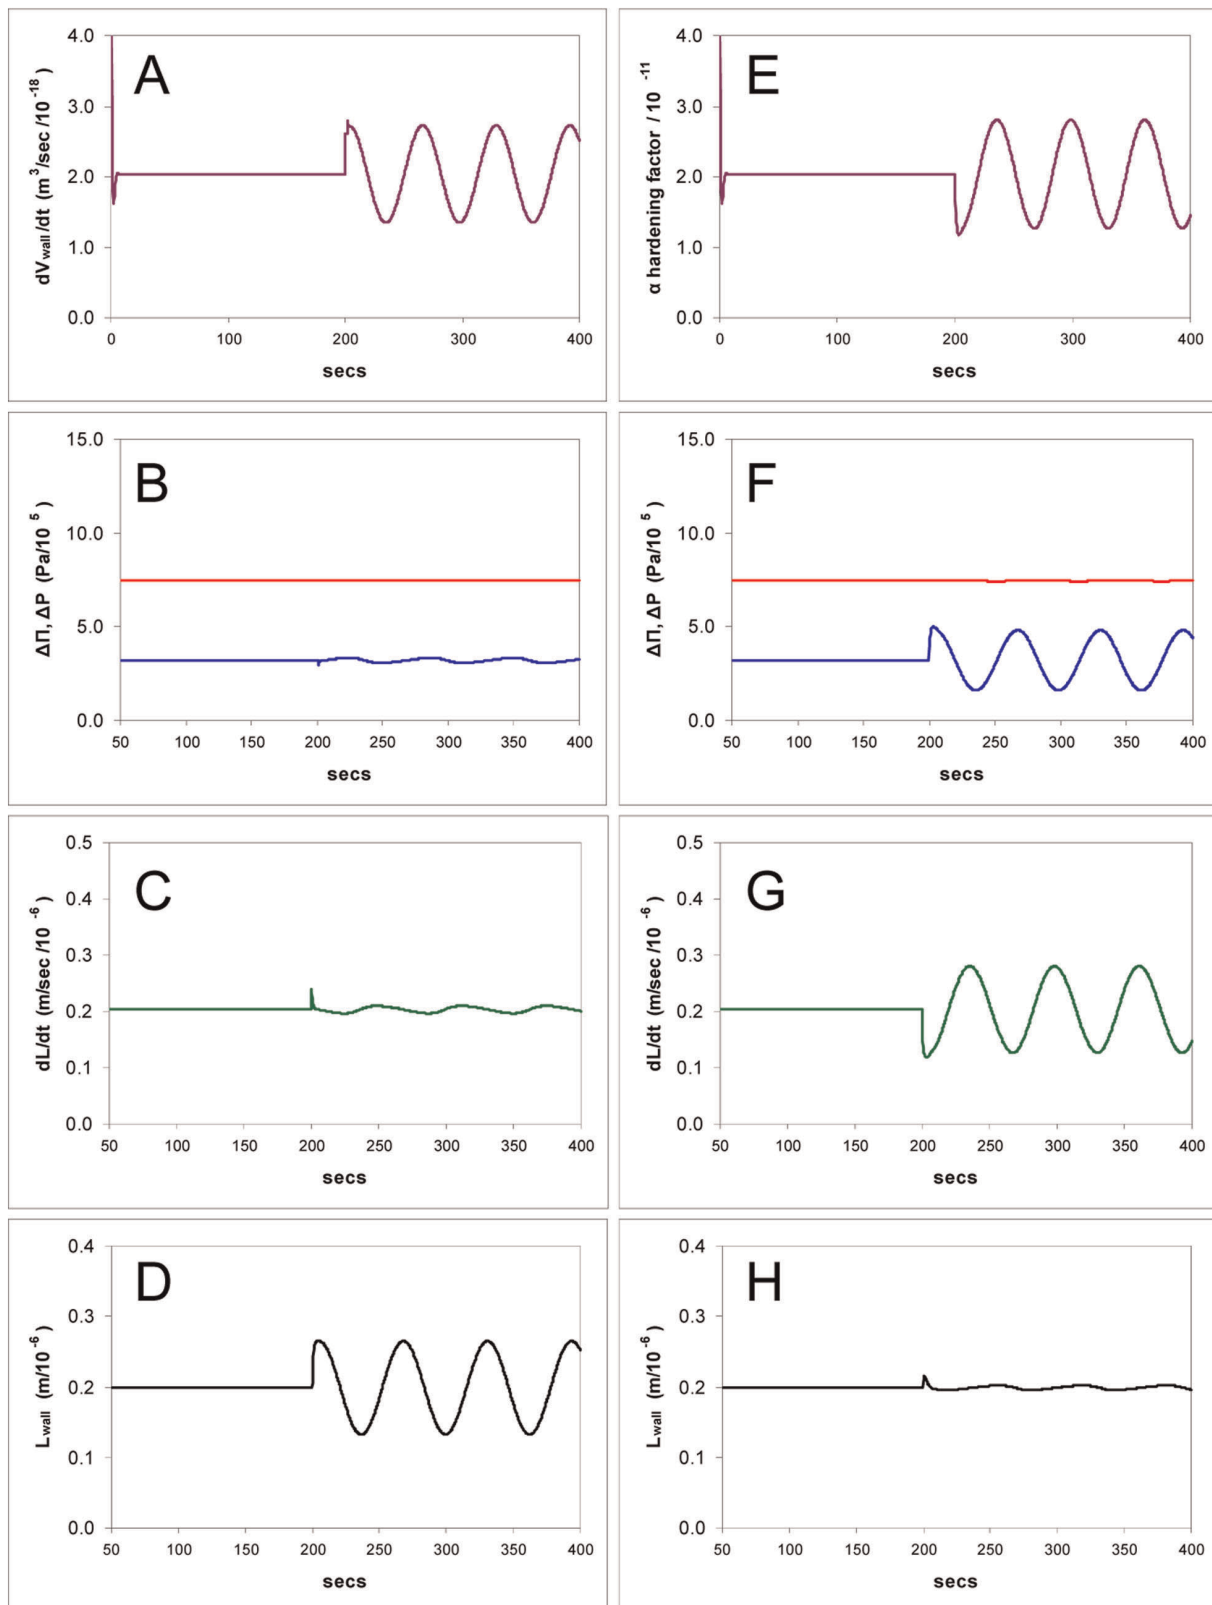 A
dVwall/dt (m³/sec /10⁻¹⁸)
4.0
3.0
2.0
1.0
0.0
0 100 200 300 400
secs
E
α hardening factor / 10⁻¹¹
4.0
3.0
2.0
1.0
0.0
0 100 200 300 400
secs
B
ΔΠ, ΔP (Pa/10⁵)
15.0
10.0
5.0
0.0
50 100 150 200 250 300 350 400
secs
F
ΔΠ, ΔP (Pa/10⁵)
15.0
10.0
5.0
0.0
50 100 150 200 250 300 350 400
secs
C
dL/dt (m/sec /10⁻⁶)
0.5
0.4
0.3
0.2
0.1
0.0
50 100 150 200 250 300 350 400
secs
G
dL/dt (m/sec /10⁻⁶)
0.5
0.4
0.3
0.2
0.1
0.0
50 100 150 200 250 300 350 400
secs
D
Lwall (m/10⁻⁶)
0.4
0.3
0.2
0.1
0.0
50 100 150 200 250 300 350 400
secs
H
Lwall (m/10⁻⁶)
0.4
0.3
0.2
0.1
0.0
50 100 150 200 250 300 350 400
secs